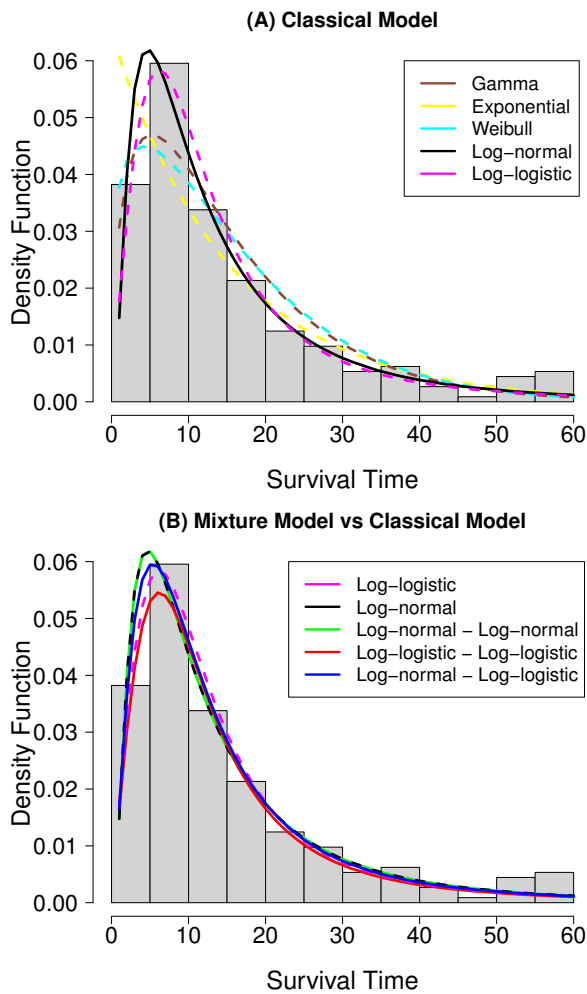 (A) Classical Model
Density Function
0.06
0.05
0.04
0.03
0.02
0.01
0.00
Gamma
Exponential
Weibull
Log−normal
Log−logistic
0 10 20 30 40 50 60
Survival Time
(B) Mixture Model vs Classical Model
Density Function
0.06
0.05
0.04
0.03
0.02
0.01
0.00
Log−logistic
Log−normal
Log−normal − Log−normal
Log−logistic − Log−logistic
Log−normal − Log−logistic
0 10 20 30 40 50 60
Survival Time